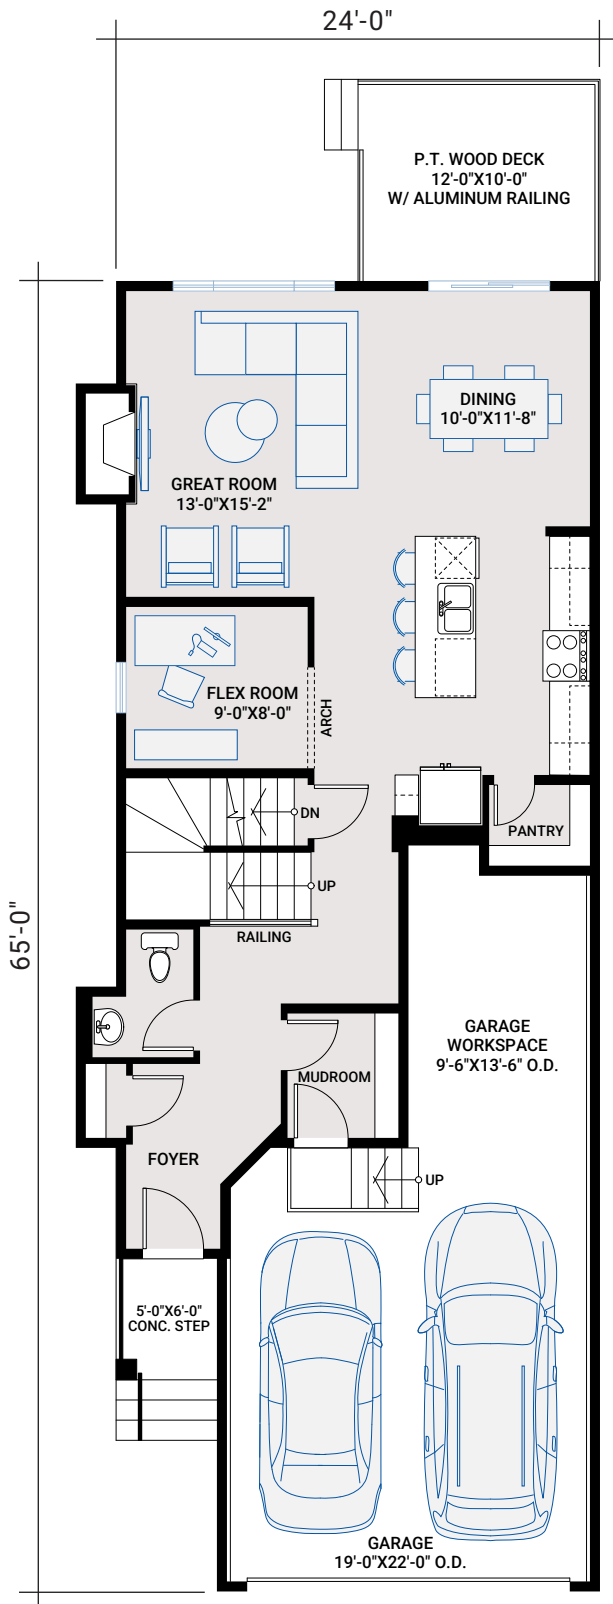 24'-0"
P.T. WOOD DECK
12'-0"X10'-0"
W/ ALUMINUM RAILING
DINING
10'-0"X11'-8"
GREAT ROOM
13'-0"X15'-2"
FLEX ROOM
9'-0"X8'-0"
ARCH
DN
PANTRY
UP
RAILING
65'-0"
GARAGE
WORKSPACE
9'-6"X13'-6" O.D.
MUDROOM
FOYER
UP
5'-0"X6'-0"
CONC. STEP
GARAGE
19'-0"X22'-0" O.D.